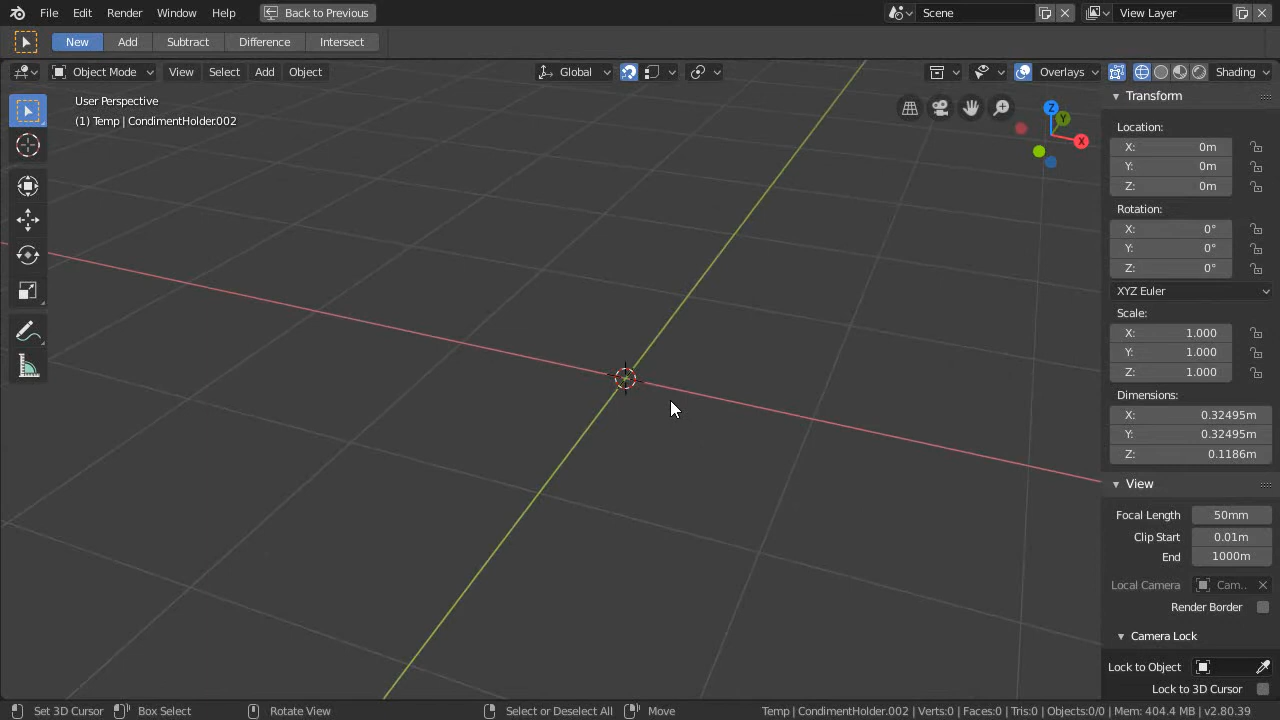 File Edit Render Window Help Back to Previous Scene View Layer
New Add Subtract Difference Intersect
Object Mode View Select Add Object Global Overlays Shading
User Perspective
(1) Temp | CondimentHolder.002
Z
Y
X
Transform
Location:
X: 0m
Y: 0m
Z: 0m
Rotation:
X: 0°
Y: 0°
Z: 0°
XYZ Euler
Scale:
X: 1.000
Y: 1.000
Z: 1.000
Dimensions:
X: 0.32495m
Y: 0.32495m
Z: 0.1186m
View
Focal Length 50mm
Clip Start 0.01m
End 1000m
Local Camera Cam..
Render Border
Camera Lock
Lock to Object
Lock to 3D Cursor
Set 3D Cursor Box Select Rotate View Select or Deselect All Move Temp | CondimentHolder.002 | Verts:0 | Faces:0 | Tris:0 | Objects:0/0 | Mem: 404.4 MB | v2.80.39